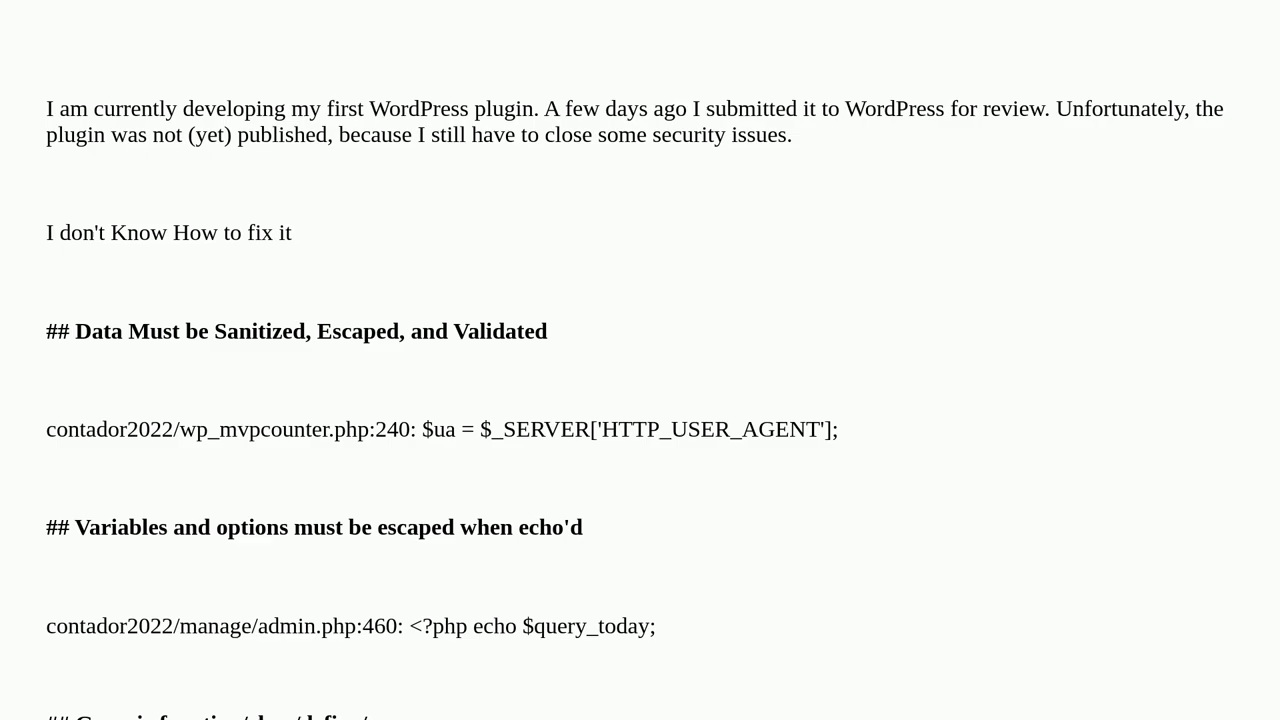 I am currently developing my first WordPress plugin. A few days ago I submitted it to WordPress for review. Unfortunately, the
plugin was not (yet) published, because I still have to close some security issues.
I don't Know How to fix it
## Data Must be Sanitized, Escaped, and Validated
contador2022/wp_mvpcounter.php:240: $ua = $_SERVER['HTTP_USER_AGENT'];
## Variables and options must be escaped when echo'd
contador2022/manage/admin.php:460: <?php echo $query_today;